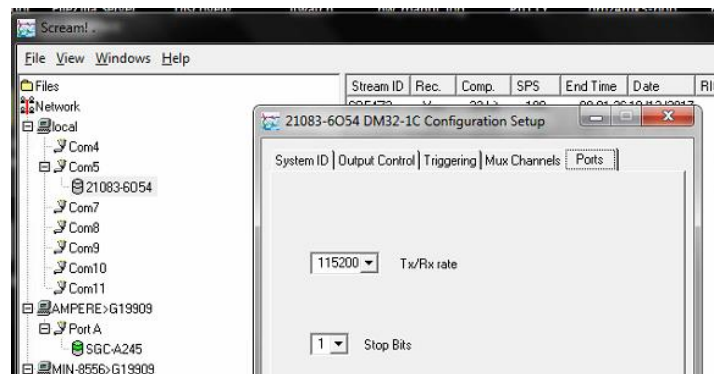 Scream! .
File View Windows Help
Files
Network
local
Com4
Com5
21083-6O54
Com7
Com8
Com9
Com10
Com11
AMPERE>G19909
Port A
SGC-A245
MIN-8556>G19909
Stream ID Rec. Comp. SPS End Time Date
21083-6O54 DM32-1C Configuration Setup
System ID Output Control Triggering Mux Channels Ports
115200 Tx/Rx rate
1 Stop Bits